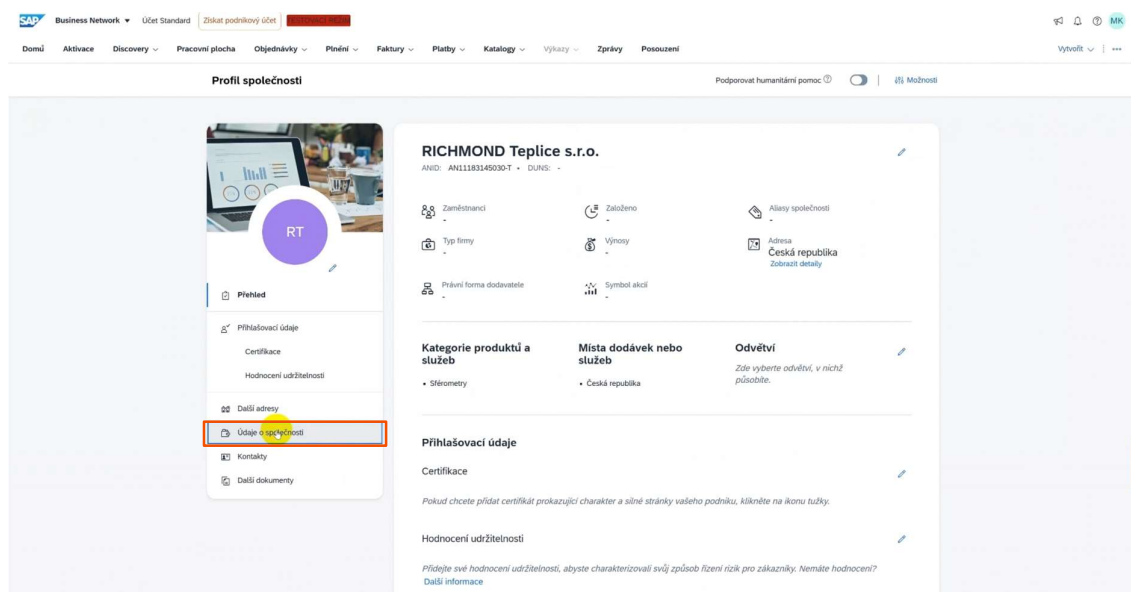 SAP Business Network Účet Standard Získat podnikový účet TESTOVACÍ REŽIM MK
Domů Aktivace Discovery Pracovní plocha Objednávky Plnění Faktury Platby Katalogy Výkazy Zprávy Posouzení Vytvořit
Profil společnosti Podporovat humanitární pomoc Možnosti
RT
Přehled
Přihlašovací údaje
Certifikace
Hodnocení udržitelnosti
Další adresy
Údaje o společnosti
Kontakty
Další dokumenty
RICHMOND Teplice s.r.o.
ANID: AN11183145030-T • DUNS: -
Zaměstnanci
-
Založeno
-
Aliasy společnosti
-
Typ firmy
-
Výnosy
-
Adresa
Česká republika
Zobrazit detaily
Právní forma dodavatele
-
Symbol akcií
-
Kategorie produktů a
služeb
• Sférometry
Místa dodávek nebo
služeb
• Česká republika
Odvětví
Zde vyberte odvětví, v nichž
působíte.
Přihlašovací údaje
Certifikace
Pokud chcete přidat certifikát prokazující charakter a silné stránky vašeho podniku, klikněte na ikonu tužky.
Hodnocení udržitelnosti
Přidejte své hodnocení udržitelnosti, abyste charakterizovali svůj způsob řízení rizik pro zákazníky. Nemáte hodnocení?
Další informace